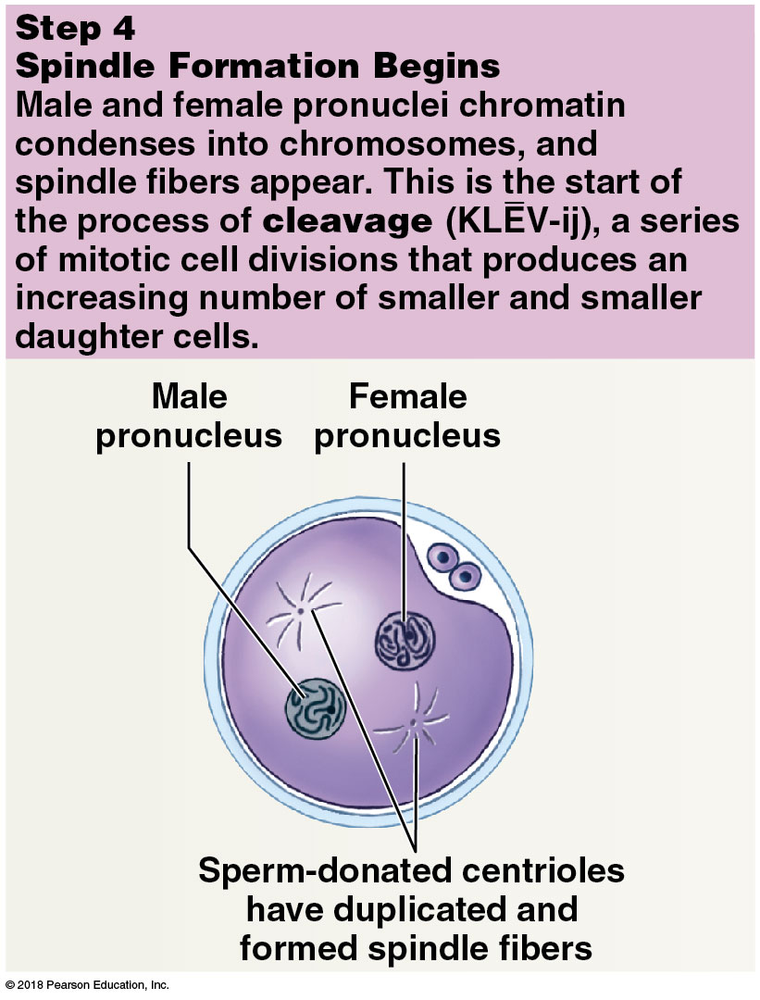 Step 4
Spindle Formation Begins
Male and female pronuclei chromatin
condenses into chromosomes, and
spindle fibers appear. This is the start of
the process of cleavage (KLĒV-ij), a series
of mitotic cell divisions that produces an
increasing number of smaller and smaller
daughter cells.
Male
pronucleus
Female
pronucleus
Sperm-donated centrioles
have duplicated and
formed spindle fibers
© 2018 Pearson Education, Inc.